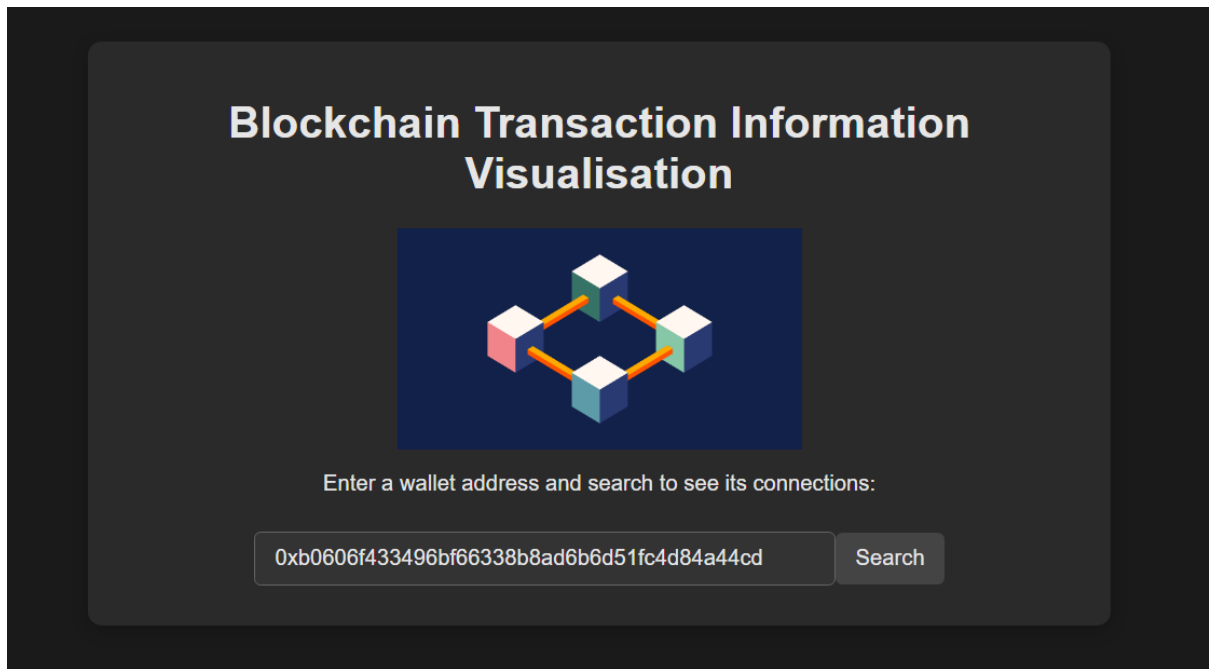 Blockchain Transaction Information
Visualisation
Enter a wallet address and search to see its connections:
0xb0606f433496bf66338b8ad6b6d51fc4d84a44cd
Search